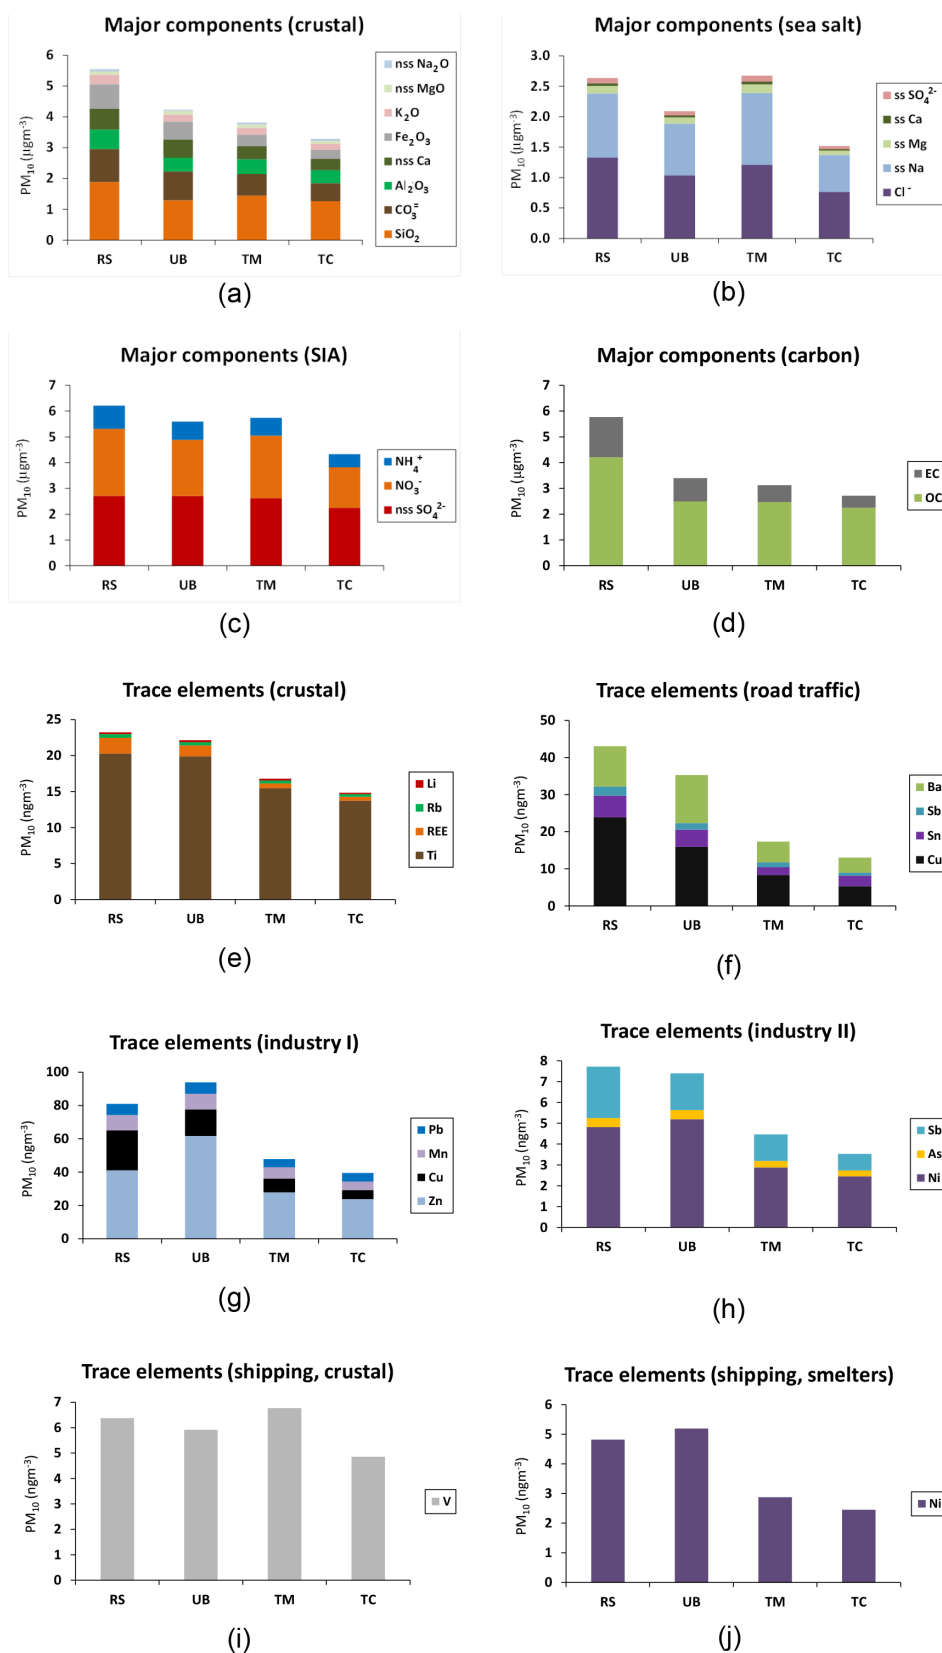 Major components (crustal)
PM₁₀ (µgm⁻³)
6
5
4
3
2
1
0
RS UB TM TC
nss Na₂O
nss MgO
K₂O
Fe₂O₃
nss Ca
Al₂O₃
CO₃⁼
SiO₂
(a)
Major components (sea salt)
PM₁₀ (µgm⁻³)
3.0
2.5
2.0
1.5
1.0
0.5
0.0
RS UB TM TC
ss SO₄²⁻
ss Ca
ss Mg
ss Na
Cl⁻
(b)
Major components (SIA)
PM₁₀ (µgm⁻³)
7
6
5
4
3
2
1
0
RS UB TM TC
NH₄⁺
NO₃⁻
nss SO₄²⁻
(c)
Major components (carbon)
PM₁₀ (µgm⁻³)
7
6
5
4
3
2
1
0
RS UB TM TC
EC
OC
(d)
Trace elements (crustal)
PM₁₀ (ngm⁻³)
25
20
15
10
5
0
RS UB TM TC
Li
Rb
REE
Ti
(e)
Trace elements (road traffic)
PM₁₀ (ngm⁻³)
50
40
30
20
10
0
RS UB TM TC
Ba
Sb
Sn
Cu
(f)
Trace elements (industry I)
PM₁₀ (ngm⁻³)
100
80
60
40
20
0
RS UB TM TC
Pb
Mn
Cu
Zn
(g)
Trace elements (industry II)
PM₁₀ (ngm⁻³)
8
7
6
5
4
3
2
1
0
RS UB TM TC
Sb
As
Ni
(h)
Trace elements (shipping, crustal)
PM₁₀ (ngm⁻³)
7
6
5
4
3
2
1
0
RS UB TM TC
V
(i)
Trace elements (shipping, smelters)
PM₁₀ (ngm⁻³)
6
5
4
3
2
1
0
RS UB TM TC
Ni
(j)